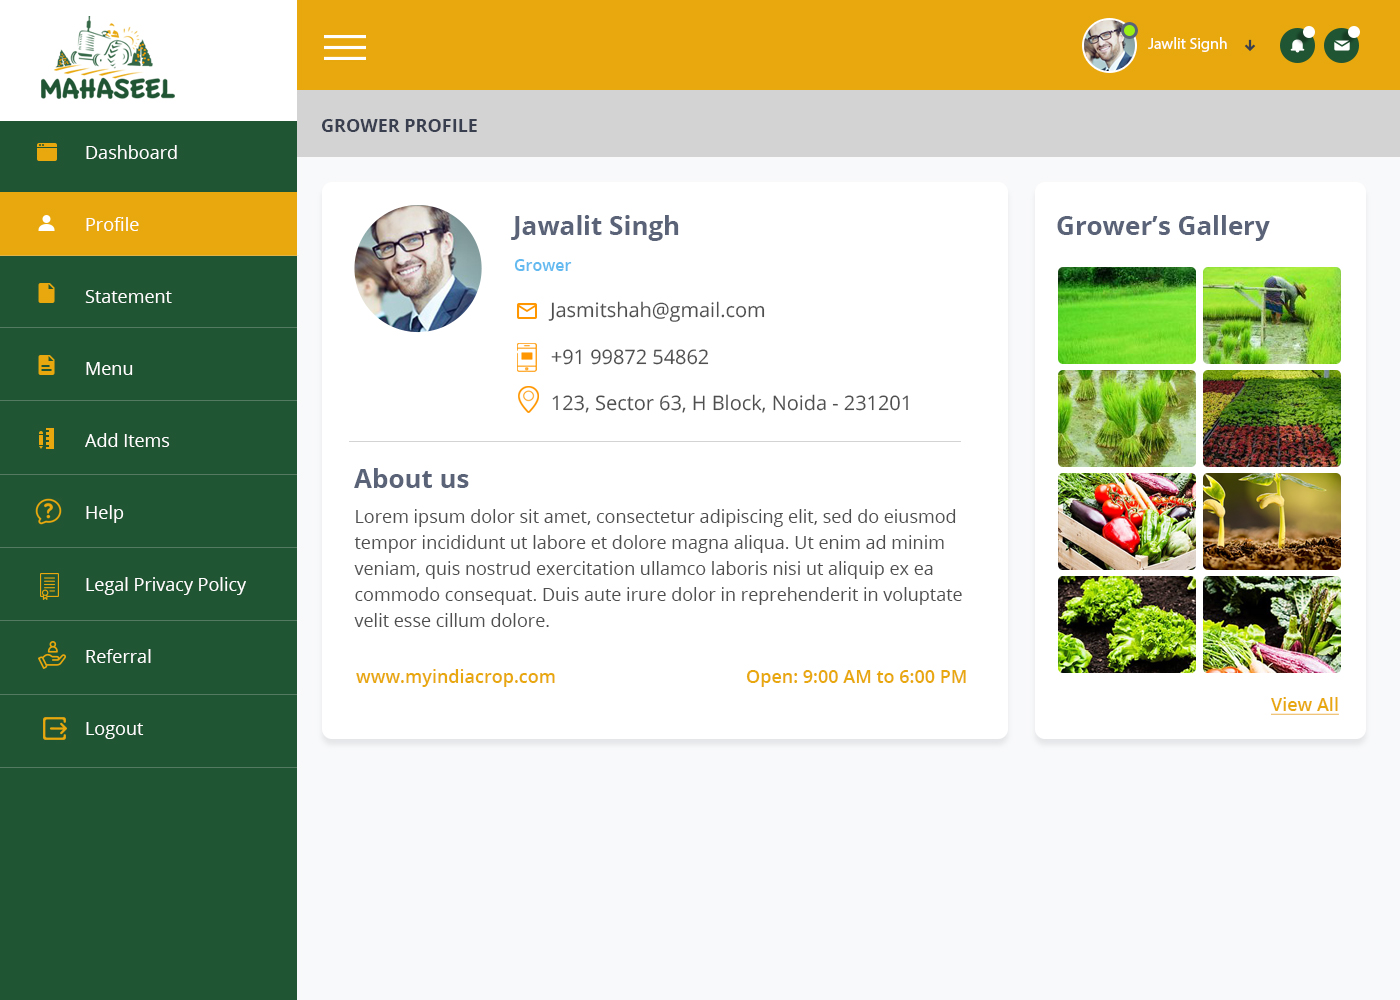 MAHASEEL
Jawlit Signh
GROWER PROFILE
Dashboard
Profile
Statement
Menu
Add Items
Help
Legal Privacy Policy
Referral
Logout
Jawalit Singh
Grower
Jasmitshah@gmail.com
+91 99872 54862
123, Sector 63, H Block, Noida - 231201
About us
Lorem ipsum dolor sit amet, consectetur adipiscing elit, sed do eiusmod
tempor incididunt ut labore et dolore magna aliqua. Ut enim ad minim
veniam, quis nostrud exercitation ullamco laboris nisi ut aliquip ex ea
commodo consequat. Duis aute irure dolor in reprehenderit in voluptate
velit esse cillum dolore.
www.myindiacrop.com
Open: 9:00 AM to 6:00 PM
Grower’s Gallery
View All